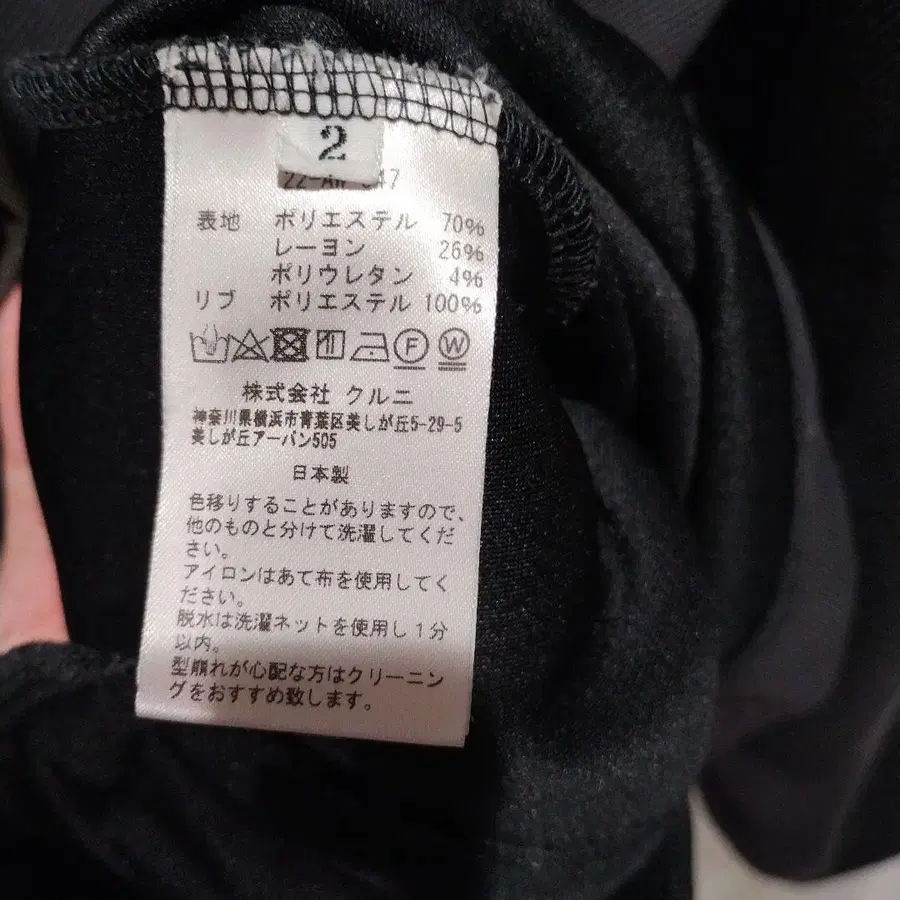 2
表地 ポリエステル 70%
レーヨン 26%
ポリウレタン 4%
リブ ポリエステル 100%
F W
株式会社 クルニ
神奈川県横浜市青葉区美しが丘5-29-5
美しが丘アーバン505
日本製
色移りすることがありますので、
他のものと分けて洗濯してくだ
さい。
アイロンはあて布を使用してく
ださい。
脱水は洗濯ネットを使用し1分
以内。
型崩れが心配な方はクリーニン
グをおすすめ致します。